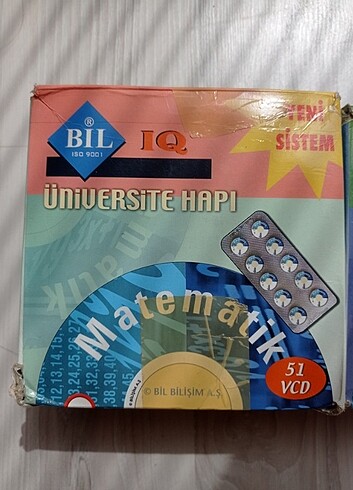 ®
BİL
ISO 9001
IQ
YENİ
SİSTEM
ÜNİVERSİTE HAPI
Matematik
© BİL BİLİŞİM A.Ş
51
VCD